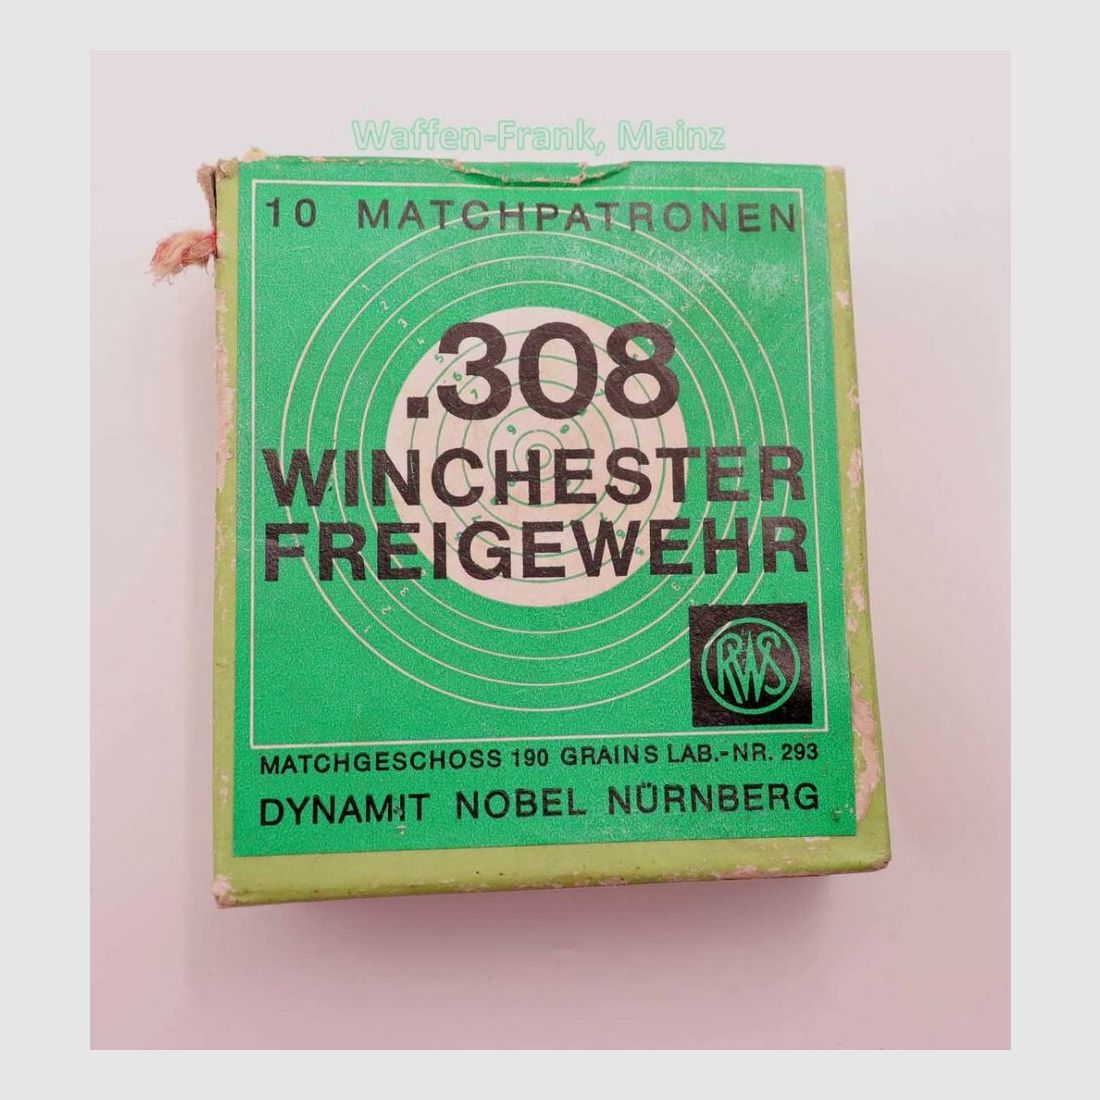 Waffen-Frank, Mainz
10 MATCHPATRONEN
.308
WINCHESTER
FREIGEWEHR
RWS
MATCHGESCHOSS 190 GRAINS LAB.-NR. 293
DYNAMIT NOBEL NÜRNBERG